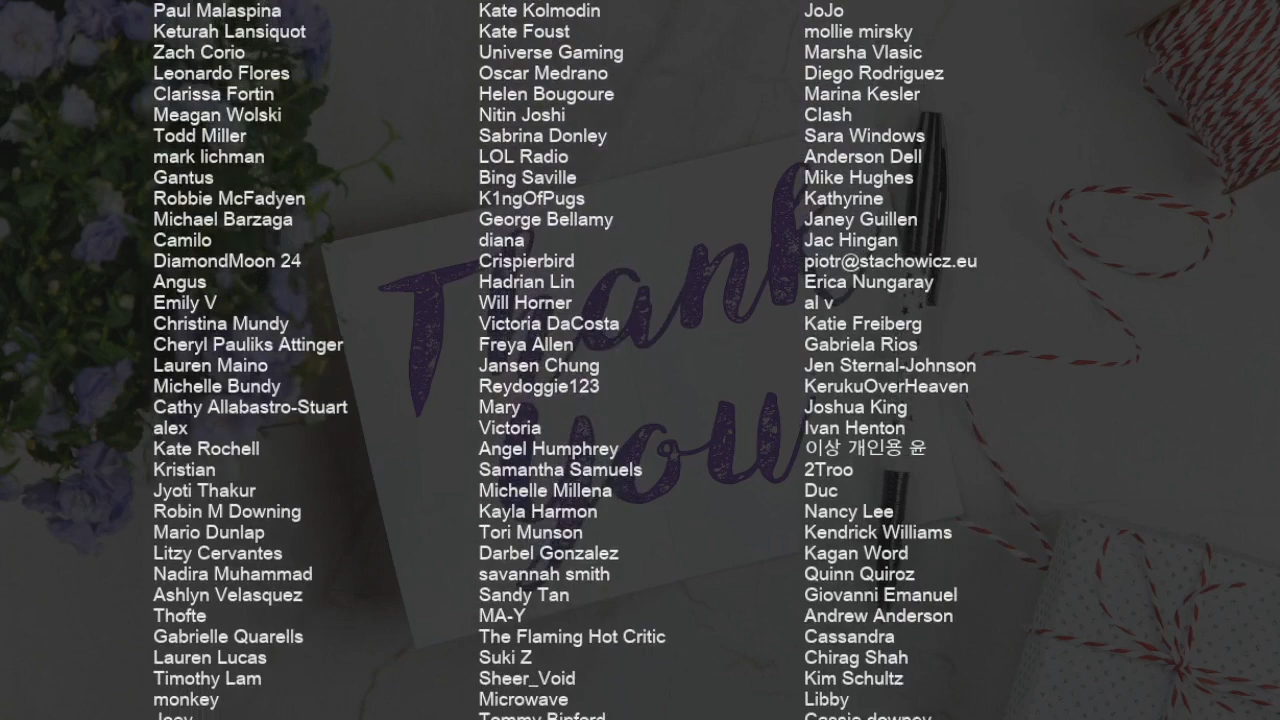 Paul Malaspina
Keturah Lansiquot
Zach Corio
Leonardo Flores
Clarissa Fortin
Meagan Wolski
Todd Miller
mark lichman
Gantus
Robbie McFadyen
Michael Barzaga
Camilo
DiamondMoon 24
Angus
Emily V
Christina Mundy
Cheryl Pauliks Attinger
Lauren Maino
Michelle Bundy
Cathy Allabastro-Stuart
alex
Kate Rochell
Kristian
Jyoti Thakur
Robin M Downing
Mario Dunlap
Litzy Cervantes
Nadira Muhammad
Ashlyn Velasquez
Thofte
Gabrielle Quarells
Lauren Lucas
Timothy Lam
monkey
Joey
Kate Kolmodin
Kate Foust
Universe Gaming
Oscar Medrano
Helen Bougoure
Nitin Joshi
Sabrina Donley
LOL Radio
Bing Saville
K1ngOfPugs
George Bellamy
diana
Crispierbird
Hadrian Lin
Will Horner
Victoria DaCosta
Freya Allen
Jansen Chung
Reydoggie123
Mary
Victoria
Angel Humphrey
Samantha Samuels
Michelle Millena
Kayla Harmon
Tori Munson
Darbel Gonzalez
savannah smith
Sandy Tan
MA-Y
The Flaming Hot Critic
Suki Z
Sheer_Void
Microwave
Tommy Binford
JoJo
mollie mirsky
Marsha Vlasic
Diego Rodriguez
Marina Kesler
Clash
Sara Windows
Anderson Dell
Mike Hughes
Kathyrine
Janey Guillen
Jac Hingan
piotr@stachowicz.eu
Erica Nungaray
al v
Katie Freiberg
Gabriela Rios
Jen Sternal-Johnson
KerukuOverHeaven
Joshua King
Ivan Henton
이상 개인용 윤
2Troo
Duc
Nancy Lee
Kendrick Williams
Kagan Word
Quinn Quiroz
Giovanni Emanuel
Andrew Anderson
Cassandra
Chirag Shah
Kim Schultz
Libby
Cassie downey
Thank
you